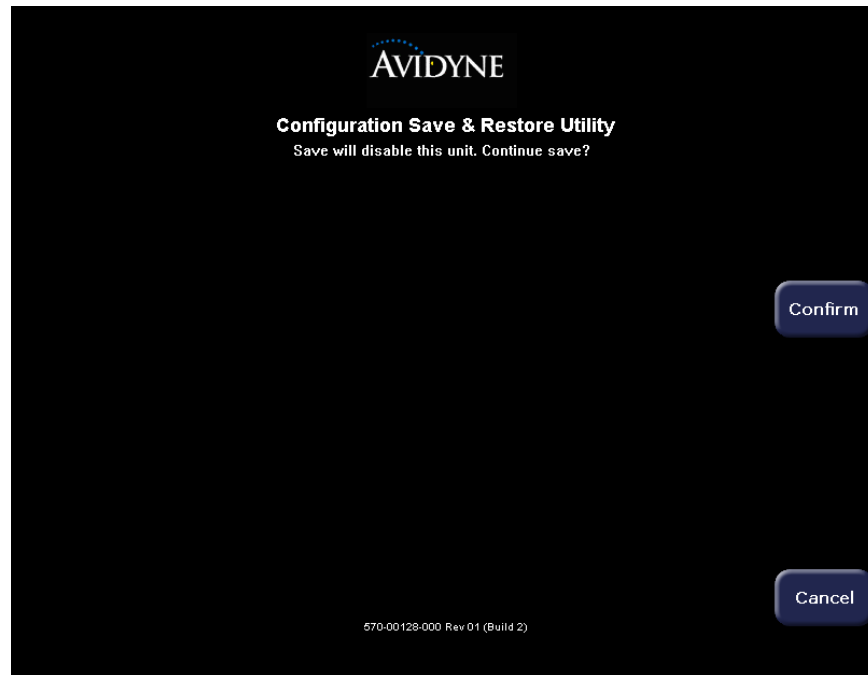 AVIDYNE
Configuration Save & Restore Utility
Save will disable this unit. Continue save?
Confirm
Cancel
570-00128-000 Rev 01 (Build 2)